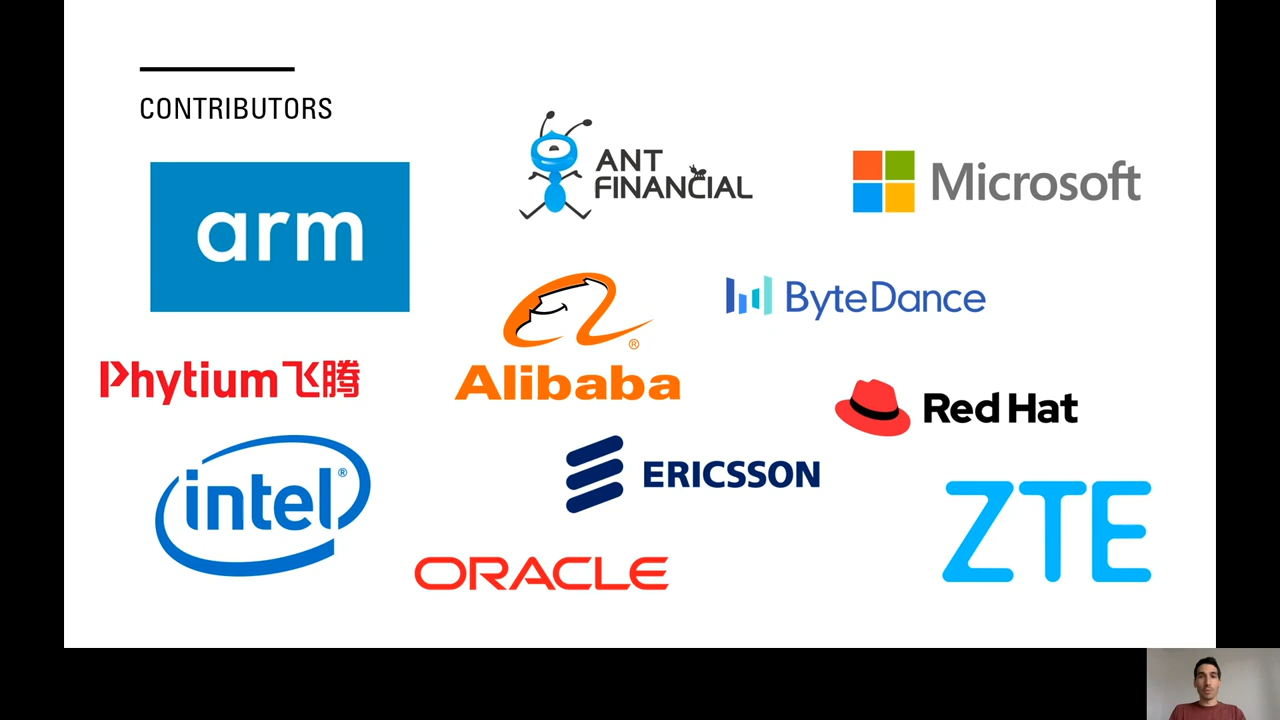 CONTRIBUTORS
arm
ANT
FINANCIAL
Microsoft
ByteDance
Alibaba
®
Phytium飞腾
Red Hat
intel®
ERICSSON
ZTE
ORACLE